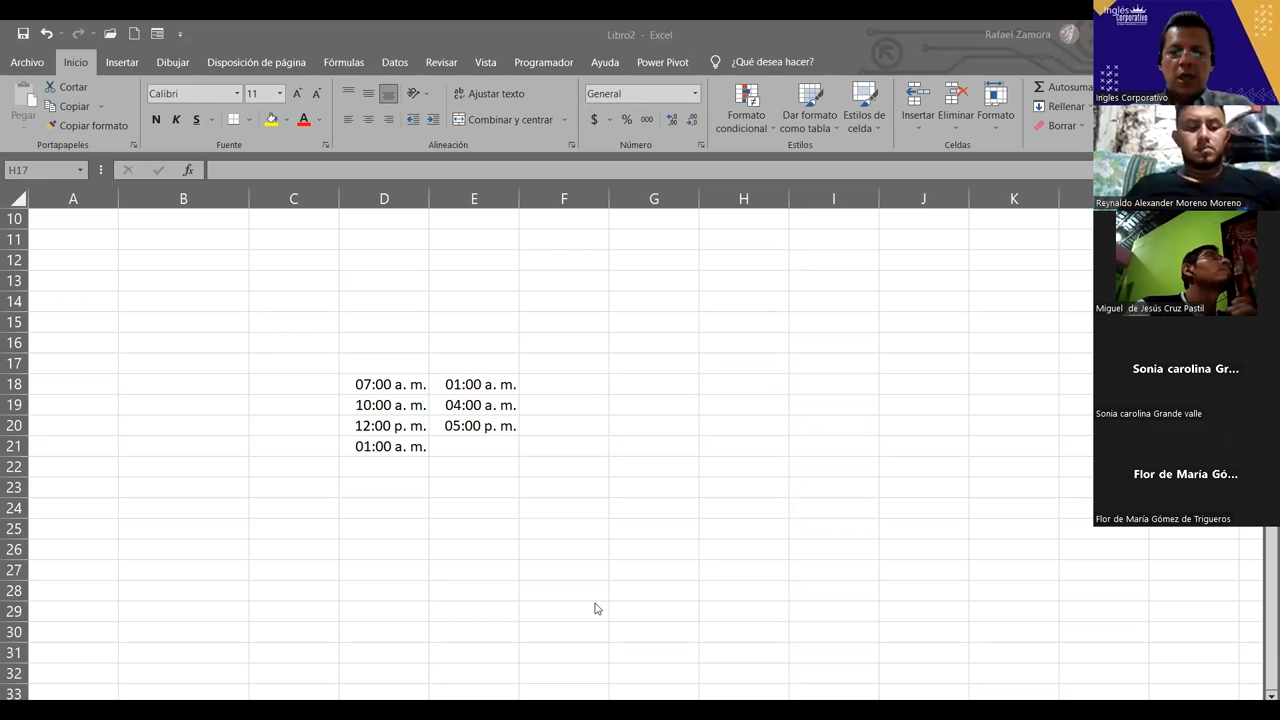 Libro2 - Excel
Rafael Zamora
Archivo Inicio Insertar Dibujar Disposición de página Fórmulas Datos Revisar Vista Programador Ayuda Power Pivot ¿Qué desea hacer?
Pegar
Cortar
Copiar
Copiar formato
Portapapeles
Calibri 11
N K S
Fuente
Ajustar texto
Combinar y centrar
Alineación
General
$ % 000
Número
Formato condicional
Dar formato como tabla
Estilos de celda
Estilos
Insertar Eliminar Formato
Celdas
Autosuma
Rellenar
Borrar
H17
fx
A B C D E F G H I J K
10
11
12
13
14
15
16
17
18 07:00 a. m. 01:00 a. m.
19 10:00 a. m. 04:00 a. m.
20 12:00 p. m. 05:00 p. m.
21 01:00 a. m.
22
23
24
25
26
27
28
29
30
31
32
33
Inglés
Corporativo
Ingles Corporativo
Reynaldo Alexander Moreno Moreno
Miguel de Jesús Cruz Pastil
Sonia carolina Gr...
Sonia carolina Grande valle
Flor de María Gó...
Flor de María Gómez de Trigueros